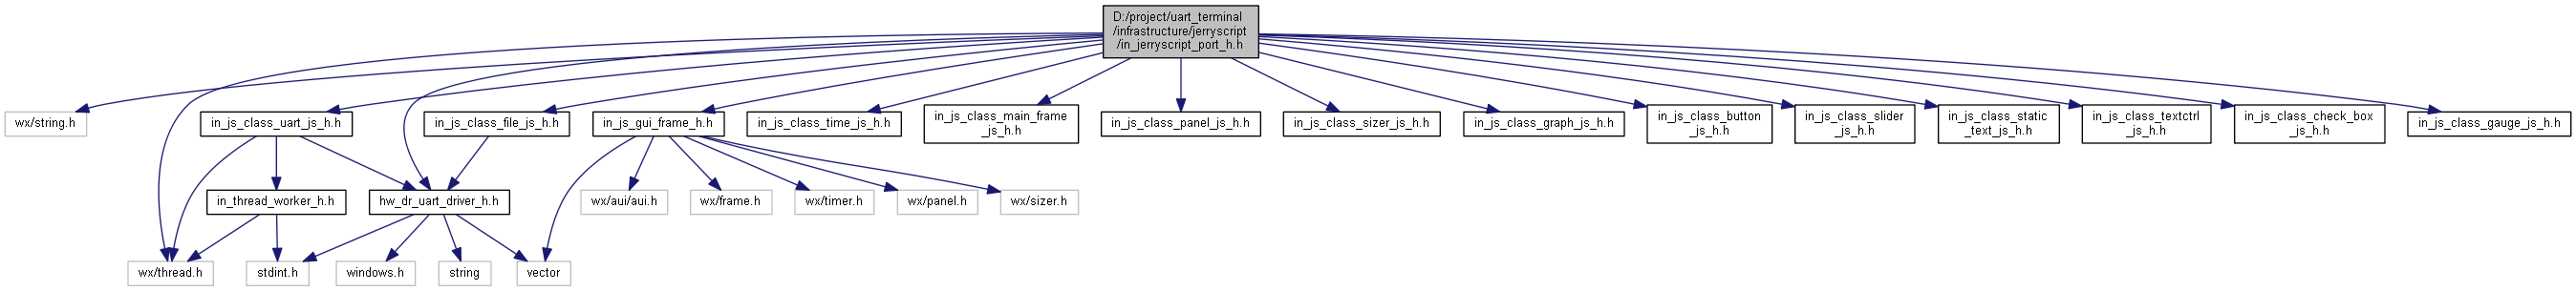 D:/project/uart_terminal
/infrastructure/jerryscript
/in_jerryscript_port_h.h
wx/string.h
in_js_class_uart_js_h.h
in_js_class_file_js_h.h
in_js_gui_frame_h.h
in_js_class_time_js_h.h
in_js_class_main_frame
_js_h.h
in_js_class_panel_js_h.h
in_js_class_sizer_js_h.h
in_js_class_graph_js_h.h
in_js_class_button
_js_h.h
in_js_class_slider
_js_h.h
in_js_class_static
_text_js_h.h
in_js_class_textctrl
_js_h.h
in_js_class_check_box
_js_h.h
in_js_class_gauge_js_h.h
in_thread_worker_h.h
hw_dr_uart_driver_h.h
wx/aui/aui.h
wx/frame.h
wx/timer.h
wx/panel.h
wx/sizer.h
wx/thread.h
stdint.h
windows.h
string
vector